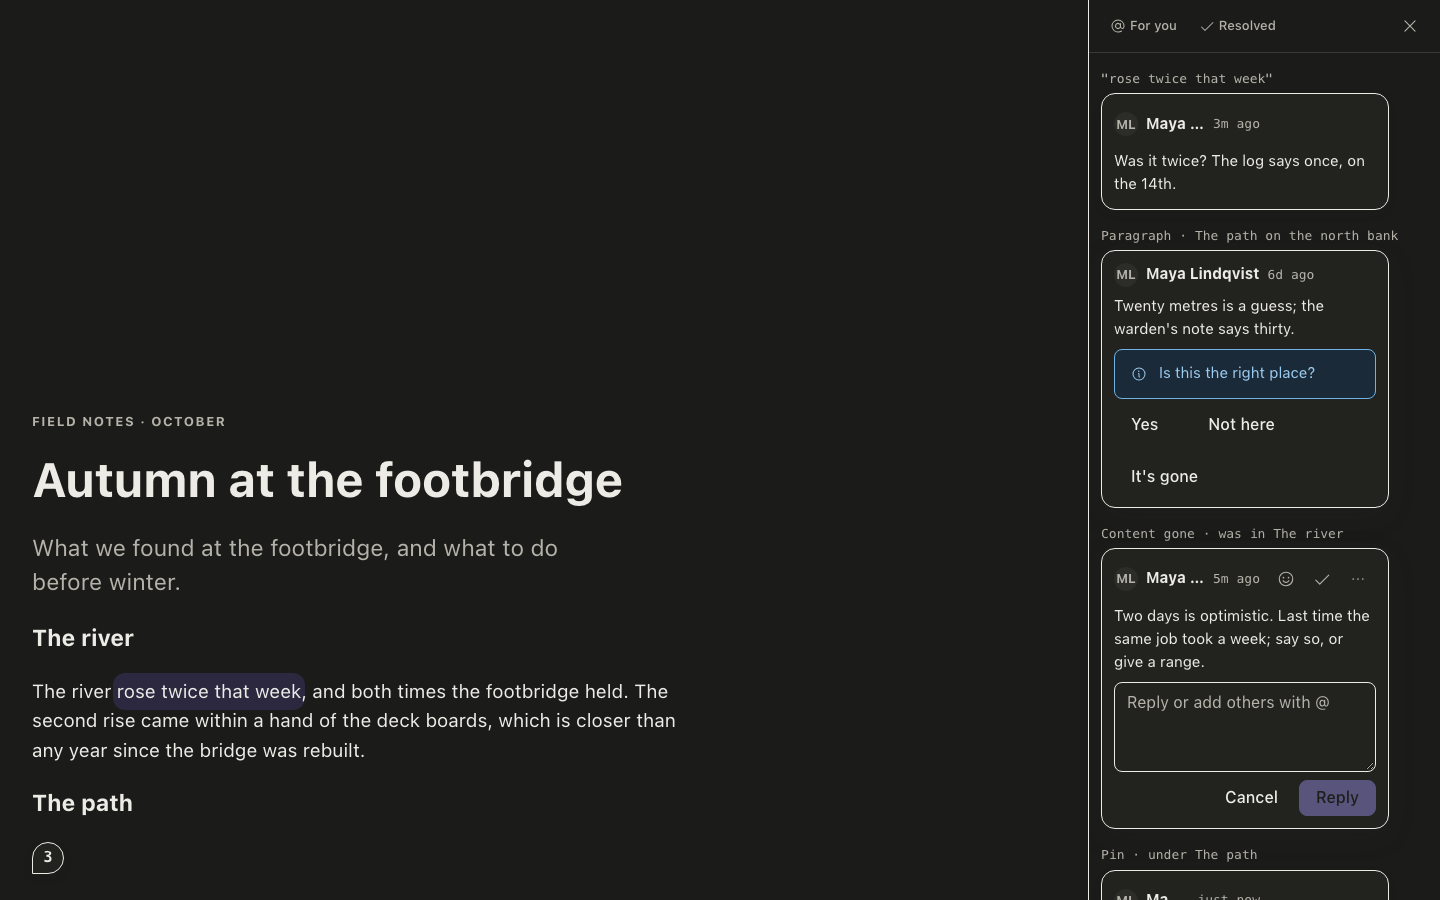 FIELD NOTES · OCTOBER
Autumn at the footbridge
What we found at the footbridge, and what to do
before winter.
The river
The river rose twice that week, and both times the footbridge held. The
second rise came within a hand of the deck boards, which is closer than
any year since the bridge was rebuilt.
The path
3
@ For you
Resolved
"rose twice that week"
ML Maya ... 3m ago
Was it twice? The log says once, on
the 14th.
Paragraph · The path on the north bank
ML Maya Lindqvist 6d ago
Twenty metres is a guess; the
warden's note says thirty.
Is this the right place?
Yes Not here
It's gone
Content gone · was in The river
ML Maya ... 5m ago ...
Two days is optimistic. Last time the
same job took a week; say so, or
give a range.
Reply or add others with @
Cancel Reply
Pin · under The path
ML Ma... just now